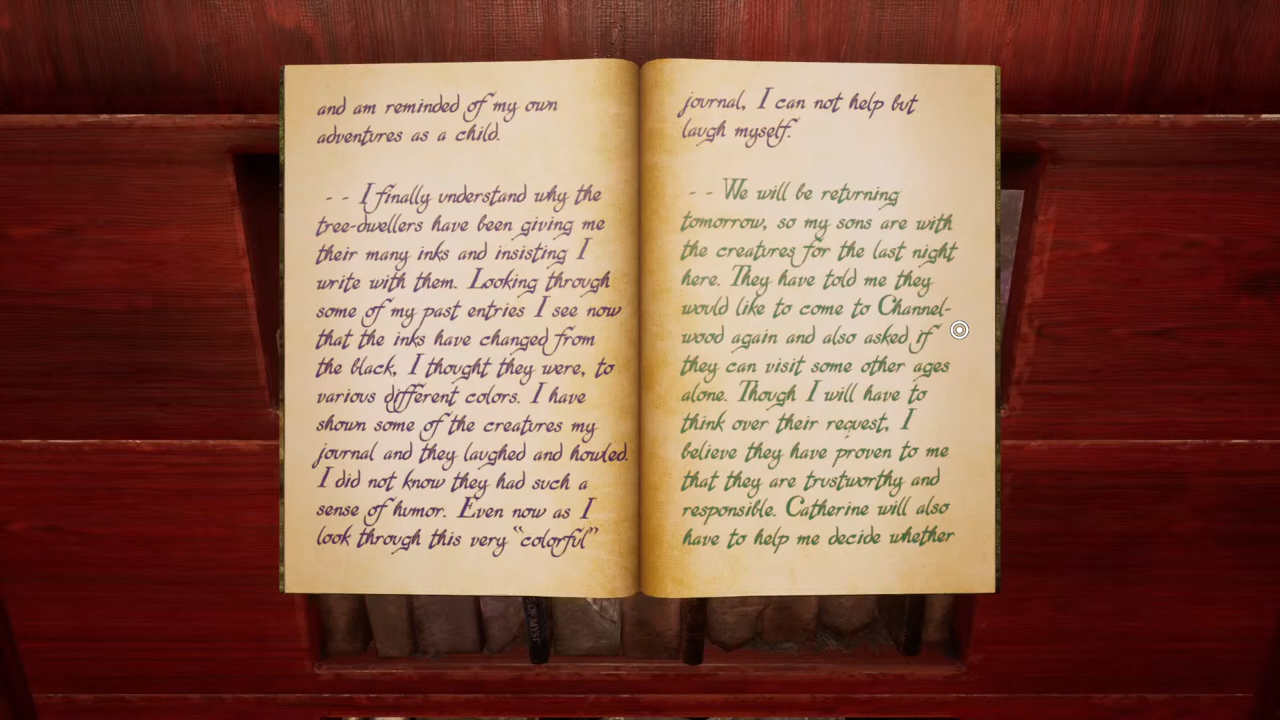 and am reminded of my own
adventures as a child.
- - I finally understand why the
tree-dwellers have been giving me
their many inks and insisting I
write with them. Looking through
some of my past entries I see now
that the inks have changed from
the black, I thought they were, to
various different colors. I have
shown some of the creatures my
journal and they laughed and howled.
I did not know they had such a
sense of humor. Even now as I
look through this very “colorful”
journal, I can not help but
laugh myself.
- - We will be returning
tomorrow, so my sons are with
the creatures for the last night
here. They have told me they
would like to come to Channel-
wood again and also asked if
they can visit some other ages
alone. Though I will have to
think over their request, I
believe they have proven to me
that they are trustworthy and
responsible. Catherine will also
have to help me decide whether
OF MYST